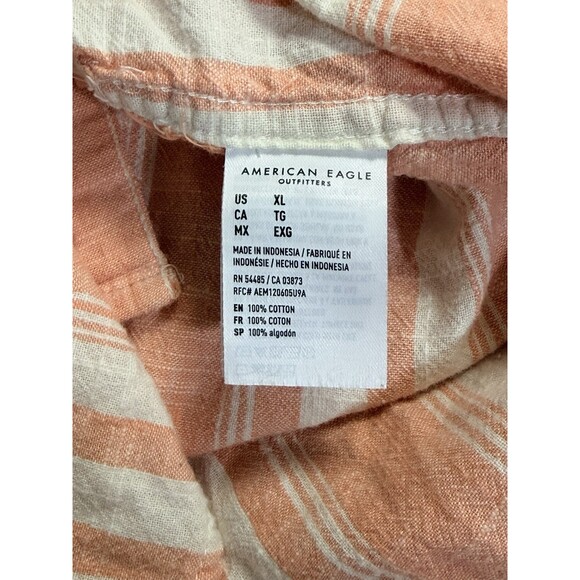 AMERICAN EAGLE
OUTFITTERS
US XL
CA TG
MX EXG
MADE IN INDONESIA / FABRIQUÉ EN
INDONÉSIE / HECHO EN INDONESIA
RN 54485 / CA 03873
RFC# AEM120605U9A
EN 100% COTTON
FR 100% COTON
SP 100% algodón